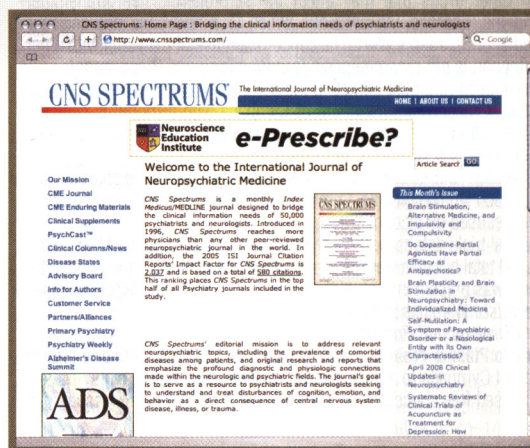 CNS Spectrums: Home Page : Bridging the clinical information needs of psychiatrists and neurologists
http://www.cnsspectrums.com/
Q- Google
CNS SPECTRUMS
The International Journal of Neuropsychiatric Medicine
HOME | ABOUT US | CONTACT US
Neuroscience
Education
Institute
e-Prescribe?
Article Search GO
Our Mission
CME Journal
CME Enduring Materials
Clinical Supplements
PsychCast™
Clinical Columns/News
Disease States
Advisory Board
Info for Authors
Customer Service
Partners/Alliances
Primary Psychiatry
Psychiatry Weekly
Alzheimer's Disease
Summit
ADS
Welcome to the International Journal of
Neuropsychiatric Medicine
CNS Spectrums is a monthly Index
Medicus/MEDLINE journal designed to bridge
the clinical information needs of 50,000
psychiatrists and neurologists. Introduced in
1996, CNS Spectrums reaches more
physicians than any other peer-reviewed
neuropsychiatric journal in the world. In
addition, the 2005 ISI Journal Citation
Reports' Impact Factor for CNS Spectrums is
2.037 and is based on a total of 580 citations.
This ranking places CNS Spectrums in the top
half of all Psychiatry journals included in the
study.
CNS SPECTRUMS
CNS Spectrums' editorial mission is to address relevant
neuropsychiatric topics, including the prevalence of comorbid
diseases among patients, and original research and reports that
emphasize the profound diagnostic and physiologic connections
made within the neurologic and psychiatric fields. The journal's goal
is to serve as a resource to psychiatrists and neurologists seeking
to understand and treat disturbances of cognition, emotion, and
behavior as a direct consequence of central nervous system
disease, illness, or trauma.
This Month's Issue
Brain Stimulation,
Alternative Medicine, and
Impulsivity and
Compulsivity
Do Dopamine Partial
Agonists Have Partial
Efficacy as
Antipsychotics?
Brain Plasticity and Brain
Stimulation in
Neuropsychiatry: Toward
Individualized Medicine
Self-Mutilation: A
Symptom of Psychiatric
Disorder or a Nosological
Entity with Its Own
Characteristics?
April 2008 Clinical
Updates in
Neuropsychiatry
Systematic Reviews of
Clinical Trials of
Acupuncture as
Treatment for
Depression: How